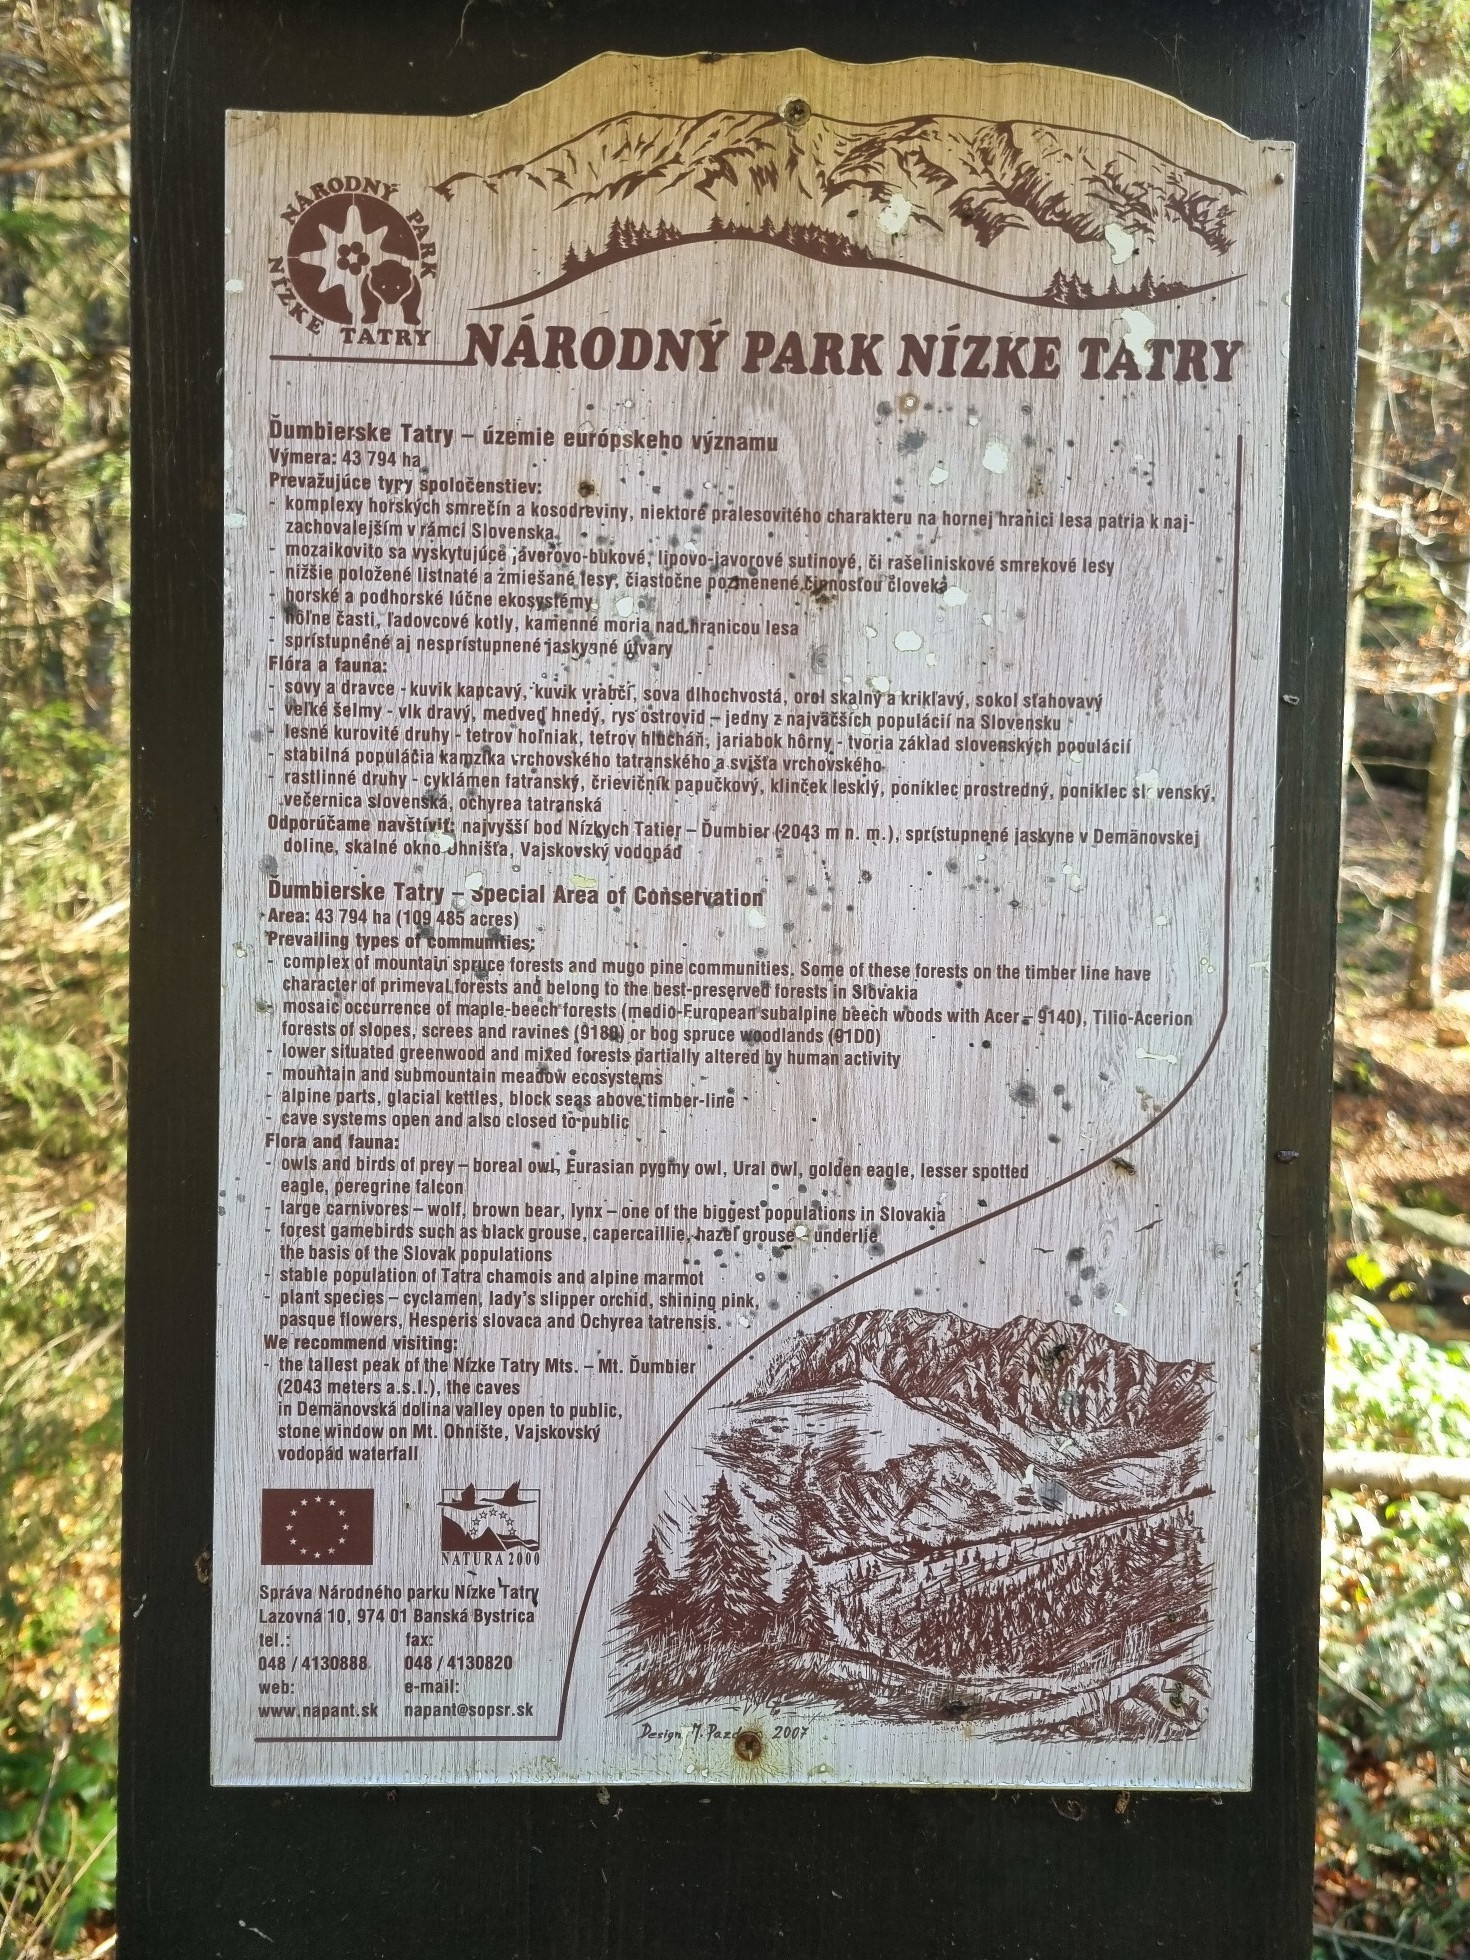 NÁRODNÝ PARK
NÍZKE TATRY
NÁRODNÝ PARK NÍZKE TATRY
Ďumbierske Tatry – územie európskeho významu
Výmera: 43 794 ha
Prevažujúce typy spoločenstiev:
- komplexy horských smrečín a kosodreviny, niektoré pralesovitého charakteru na hornej hranici lesa patria k naj-
zachovalejším v rámci Slovenska
- mozaikovito sa vyskytujúce javorovo-bukové, lipovo-javorové sutinové, či rašeliniskové smrekové lesy
- nižšie položené listnaté a zmiešané lesy, čiastočne pozmenené činnosťou človeka
- horské a podhorské lúčne ekosystémy
- hôľne časti, ľadovcové kotly, kamenné moria nad hranicou lesa
- sprístupnené aj nesprístupnené jaskynné útvary
Flóra a fauna:
- sovy a dravce - kuvik kapcavý, kuvik vrabčí, sova dlhochvostá, orol skalný a krikľavý, sokol sťahovavý
- veľké šelmy - vlk dravý, medveď hnedý, rys ostrovid – jedny z najväčších populácií na Slovensku
- lesné kurovité druhy - tetrov hoľniak, tetrov hlucháň, jariabok hôrny - tvoria základ slovenských populácií
- stabilná populácia kamzíka vrchovského tatranského a svišťa vrchovského
- rastlinné druhy - cyklámen fatranský, črievičník papučkový, klinček lesklý, poniklec prostredný, poniklec slovenský,
večernica slovenská, ochyrea tatranská
Odporúčame navštíviť: najvyšší bod Nízkych Tatier – Ďumbier (2043 m n. m.), sprístupnené jaskyne v Demänovskej
doline, skalné okno Ohnišťa, Vajskovský vodopád
Ďumbierske Tatry – Special Area of Conservation
Area: 43 794 ha (109 485 acres)
Prevailing types of communities:
- complex of mountain spruce forests and mugo pine communities. Some of these forests on the timber line have
character of primeval forests and belong to the best-preserved forests in Slovakia
- mosaic occurrence of maple-beech forests (medio-European subalpine beech woods with Acer – 9140), Tilio-Acerion
forests of slopes, screes and ravines (9180) or bog spruce woodlands (91D0)
- lower situated greenwood and mixed forests partially altered by human activity
- mountain and submountain meadow ecosystems
- alpine parts, glacial kettles, block seas above timber-line
- cave systems open and also closed to public
Flora and fauna:
- owls and birds of prey – boreal owl, Eurasian pygmy owl, Ural owl, golden eagle, lesser spotted
eagle, peregrine falcon
- large carnivores – wolf, brown bear, lynx – one of the biggest populations in Slovakia
- forest gamebirds such as black grouse, capercaillie, hazel grouse – underlie
the basis of the Slovak populations
- stable population of Tatra chamois and alpine marmot
- plant species – cyclamen, lady's slipper orchid, shining pink,
pasque flowers, Hesperis slovaca and Ochyrea tatrensis.
We recommend visiting:
- the tallest peak of the Nízke Tatry Mts. – Mt. Ďumbier
(2043 meters a.s.l.), the caves
in Demänovská dolina valley open to public,
stone window on Mt. Ohnište, Vajskovský
vodopád waterfall
NATURA 2000
Správa Národného parku Nízke Tatry
Lazovná 10, 974 01 Banská Bystrica
tel.: fax:
048 / 4130888 048 / 4130820
web: e-mail:
www.napant.sk napant@sopsr.sk
Design M. 2007